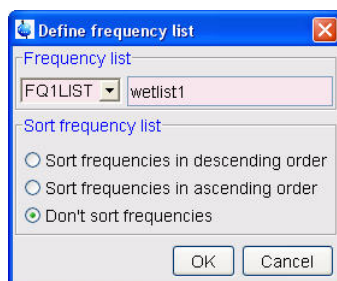 Define frequency list
Frequency list
FQ1LIST wetlist1
Sort frequency list
Sort frequencies in descending order
Sort frequencies in ascending order
Don't sort frequencies
OK Cancel